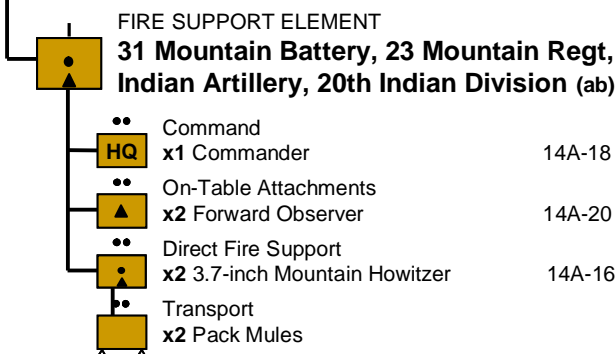 FIRE SUPPORT ELEMENT
31 Mountain Battery, 23 Mountain Regt,
Indian Artillery, 20th Indian Division (ab)
Command
HQ x1 Commander 14A-18
On-Table Attachments
x2 Forward Observer 14A-20
Direct Fire Support
x2 3.7-inch Mountain Howitzer 14A-16
Transport
x2 Pack Mules